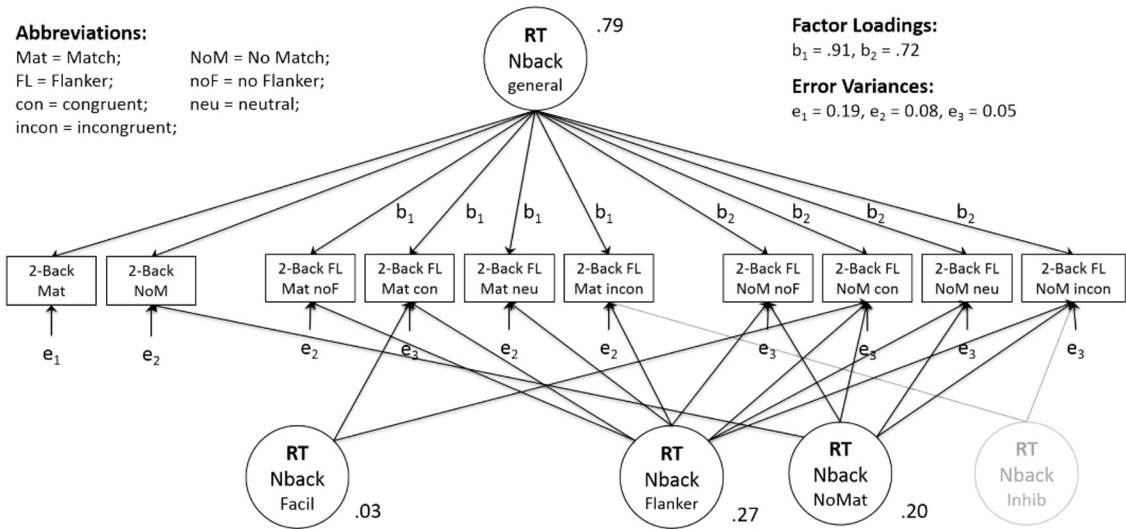 Abbreviations:
Mat = Match; NoM = No Match;
FL = Flanker; noF = no Flanker;
con = congruent; neu = neutral;
incon = incongruent;
RT
Nback
general
.79
Factor Loadings:
b₁ = .91, b₂ = .72
Error Variances:
e₁ = 0.19, e₂ = 0.08, e₃ = 0.05
b₁ b₁ b₁ b₁ b₂ b₂ b₂ b₂
2-Back
Mat
2-Back
NoM
2-Back FL
Mat noF
2-Back FL
Mat con
2-Back FL
Mat neu
2-Back FL
Mat incon
2-Back FL
NoM noF
2-Back FL
NoM con
2-Back FL
NoM neu
2-Back FL
NoM incon
e₁ e₂ e₂ e₃ e₂ e₂ e₃ e₃ e₃ e₃
RT
Nback
Facil
.03
RT
Nback
Flanker
.27
RT
Nback
NoMat
.20
RT
Nback
Inhib